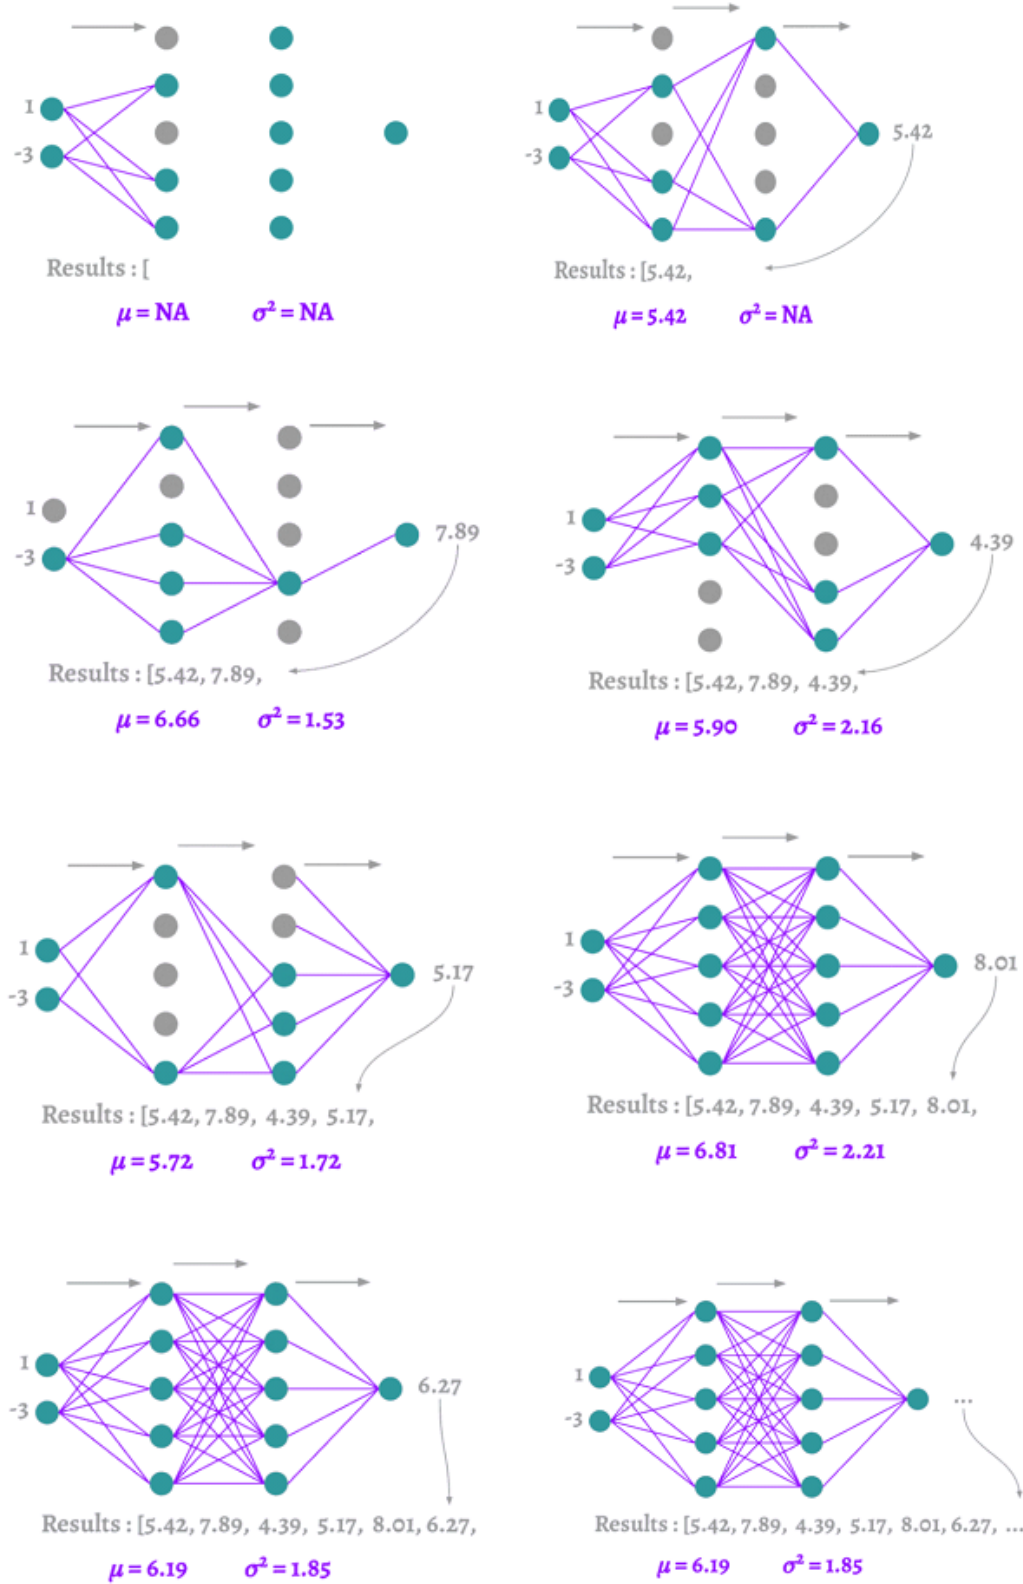 1
-3
Results : [
μ = NA σ² = NA
1
-3
5.42
Results : [5.42,
μ = 5.42 σ² = NA
1
-3
7.89
Results : [5.42, 7.89,
μ = 6.66 σ² = 1.53
1
-3
4.39
Results : [5.42, 7.89, 4.39,
μ = 5.90 σ² = 2.16
1
-3
5.17
Results : [5.42, 7.89, 4.39, 5.17,
μ = 5.72 σ² = 1.72
1
-3
8.01
Results : [5.42, 7.89, 4.39, 5.17, 8.01,
μ = 6.81 σ² = 2.21
1
-3
6.27
Results : [5.42, 7.89, 4.39, 5.17, 8.01, 6.27,
μ = 6.19 σ² = 1.85
1
-3
...
Results : [5.42, 7.89, 4.39, 5.17, 8.01, 6.27, ...
μ = 6.19 σ² = 1.85